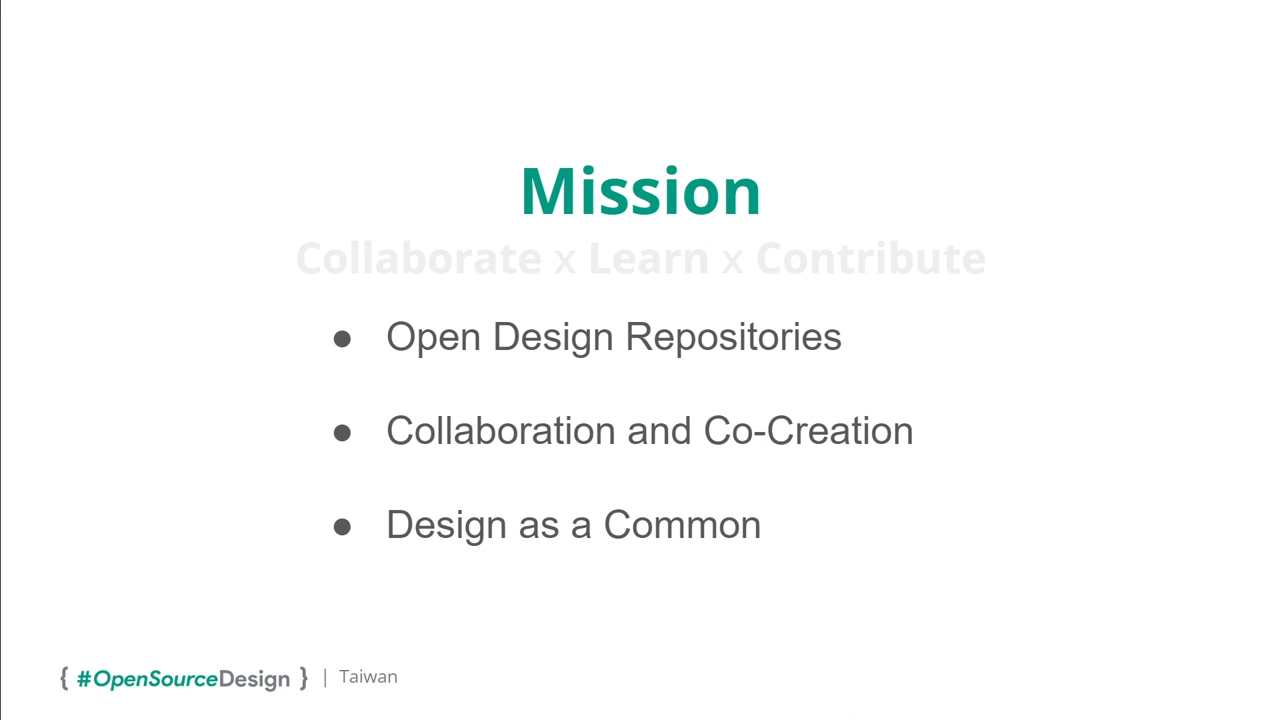 Mission
Collaborate x Learn x Contribute
● Open Design Repositories
● Collaboration and Co-Creation
● Design as a Common
{ #OpenSourceDesign } | Taiwan